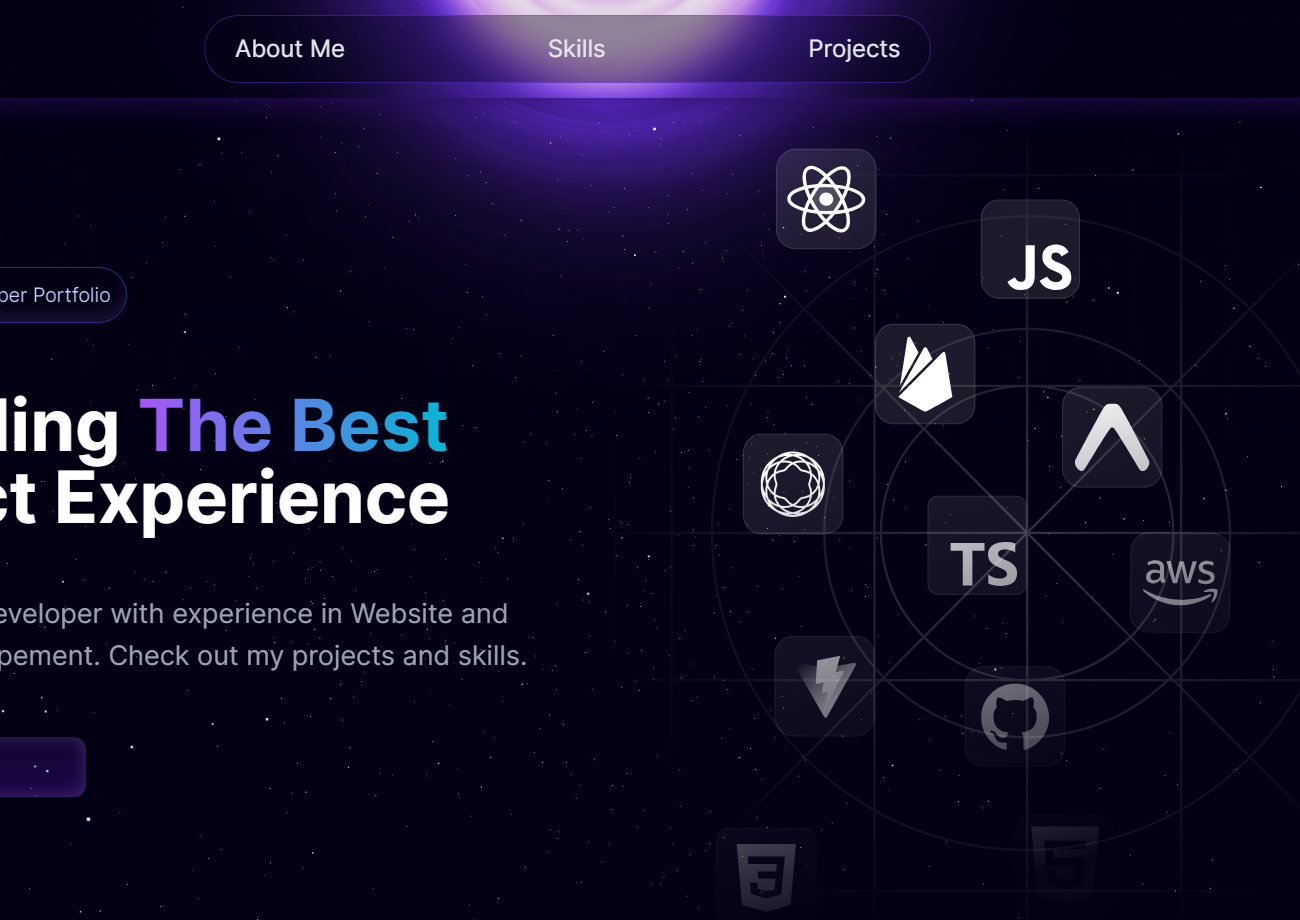 About Me
Skills
Projects
JS
per Portfolio
ling The Best
ct Experience
TS
aws
eveloper with experience in Website and
pement. Check out my projects and skills.
3
5